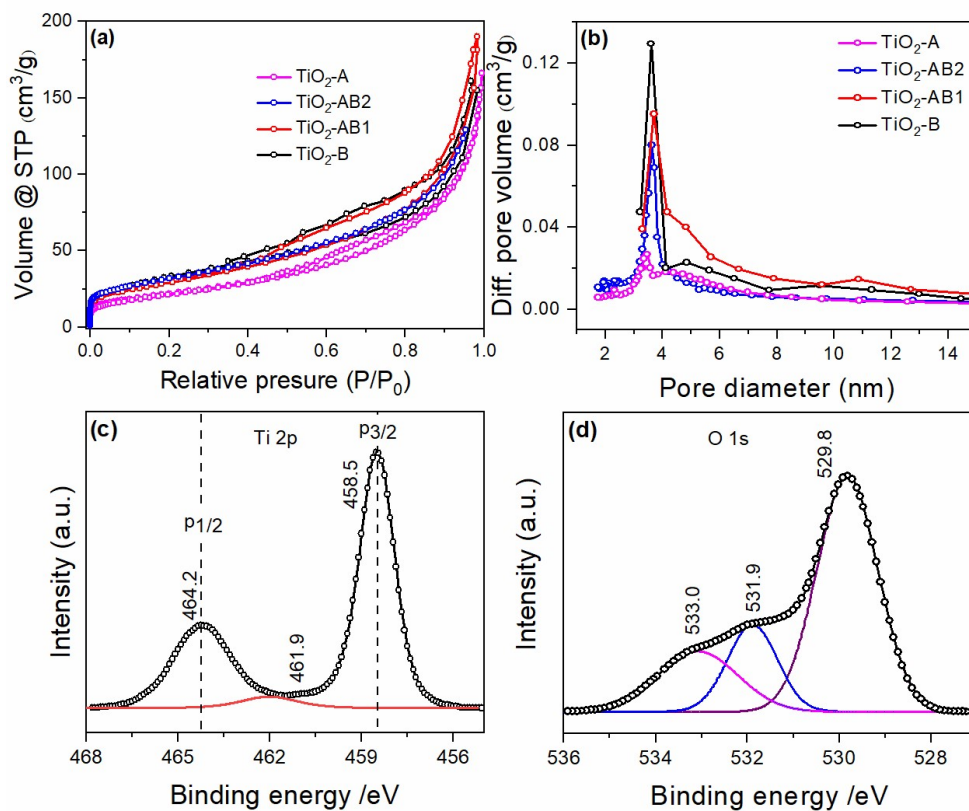 (a)
TiO2-A
TiO2-AB2
TiO2-AB1
TiO2-B
Volume @ STP (cm³/g)
200
150
100
50
0
0.0 0.2 0.4 0.6 0.8 1.0
Relative presure (P/P0)
(b)
TiO2-A
TiO2-AB2
TiO2-AB1
TiO2-B
Diff. pore volume (cm³/g)
0.12
0.08
0.04
0.00
2 4 6 8 10 12 14
Pore diameter (nm)
(c)
Ti 2p
p3/2
p1/2
458.5
464.2
461.9
Intensity (a.u.)
468 465 462 459 456
Binding energy /eV
(d)
O 1s
529.8
531.9
533.0
Intensity (a.u.)
536 534 532 530 528
Binding energy /eV